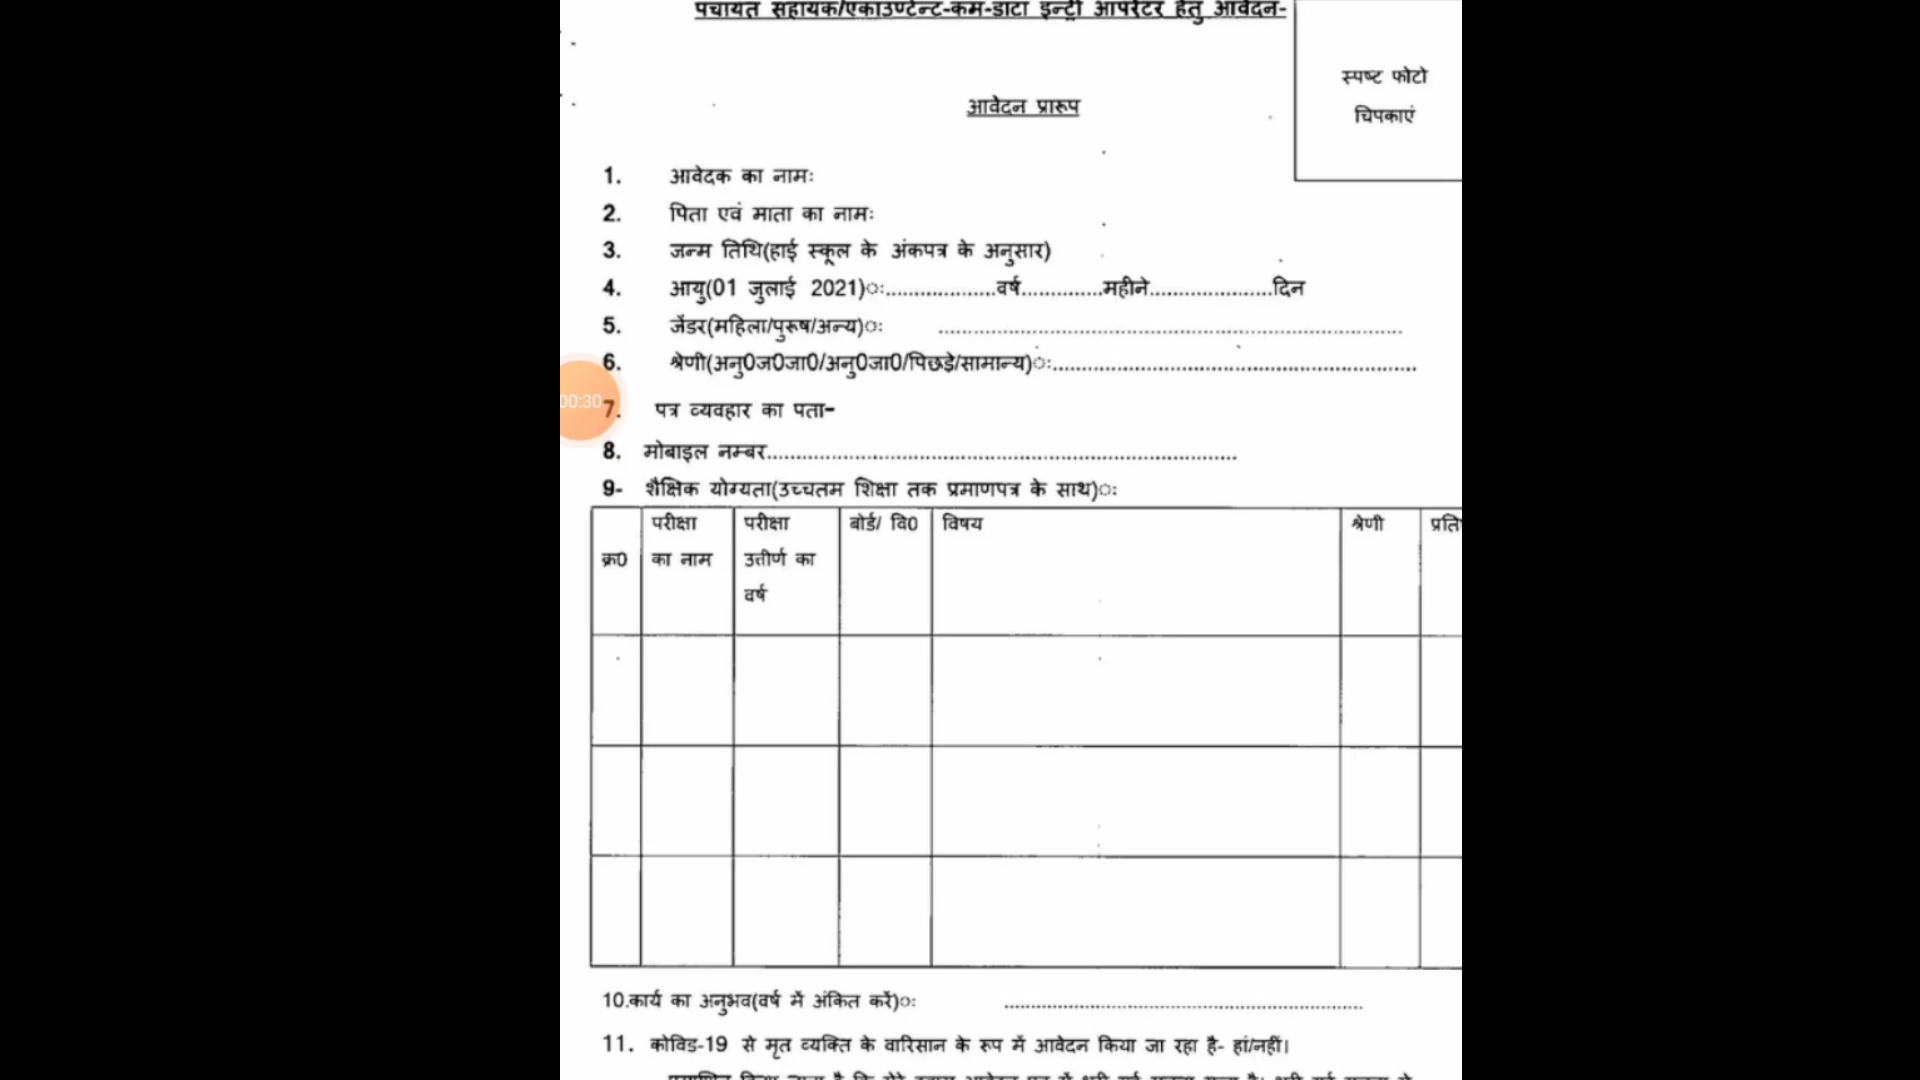 पंचायत सहायक/एकाउण्टेन्ट-कम-डाटा इन्ट्री आपरेटर हेतु आवेदन-
स्पष्ट फोटो
चिपकाएं
आवेदन प्रारूप
1. आवेदक का नामः
2. पिता एवं माता का नामः
3. जन्म तिथि(हाई स्कूल के अंकपत्र के अनुसार)
4. आयु(01 जुलाई 2021)ः...................वर्ष..............महीने.....................दिन
5. जेंडर(महिला/पुरूष/अन्य)ः ................................................................................
6. श्रेणी(अनु0ज0जा0/अनु0जा0/पिछड़े/सामान्य)ः...............................................................
00:30
7. पत्र व्यवहार का पता-
8. मोबाइल नम्बर.................................................................................
9- शैक्षिक योग्यता(उच्चतम शिक्षा तक प्रमाणपत्र के साथ)ः
क्र0 परीक्षा का नाम परीक्षा उत्तीर्ण का वर्ष बोर्ड/ वि0 विषय श्रेणी प्रति
10.कार्य का अनुभव(वर्ष में अंकित करें)ः ..............................................................
11. कोविड-19 से मृत व्यक्ति के वारिसान के रूप में आवेदन किया जा रहा है- हां/नहीं।